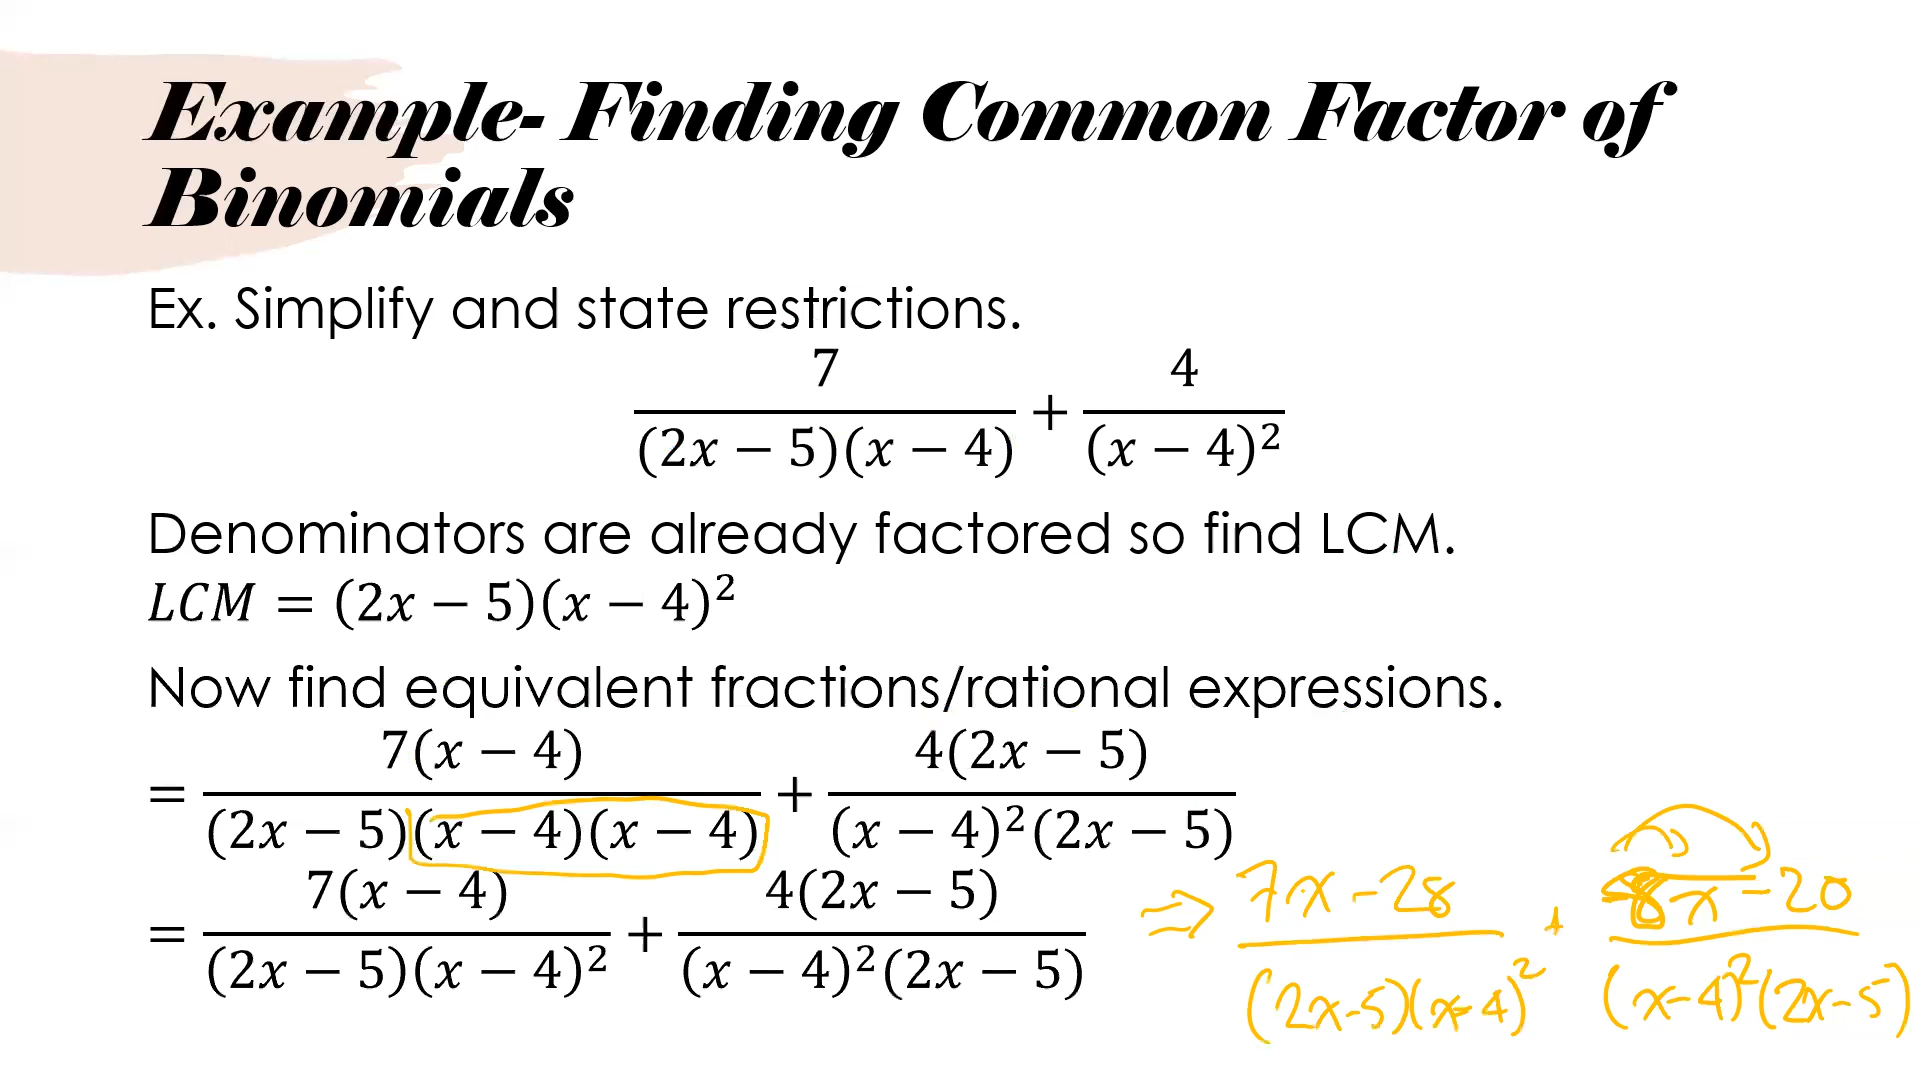 Example- Finding Common Factor of
Binomials
Ex. Simplify and state restrictions.
7/((2x − 5)(x − 4)) + 4/(x − 4)²
Denominators are already factored so find LCM.
LCM = (2x − 5)(x − 4)²
Now find equivalent fractions/rational expressions.
= 7(x − 4)/((2x − 5)(x − 4)(x − 4)) + 4(2x − 5)/((x − 4)²(2x − 5))
= 7(x − 4)/((2x − 5)(x − 4)²) + 4(2x − 5)/((x − 4)²(2x − 5))
⇒ (7x − 28)/((2x − 5)(x − 4)²) + (8x − 20)/((x − 4)²(2x − 5))